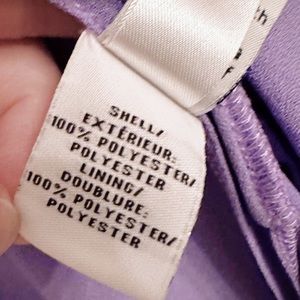 SHELL/
EXTÉRIEUR:
100% POLYESTER/
POLYESTER
LINING/
DOUBLURE:
100% POLYESTER/
POLYESTER